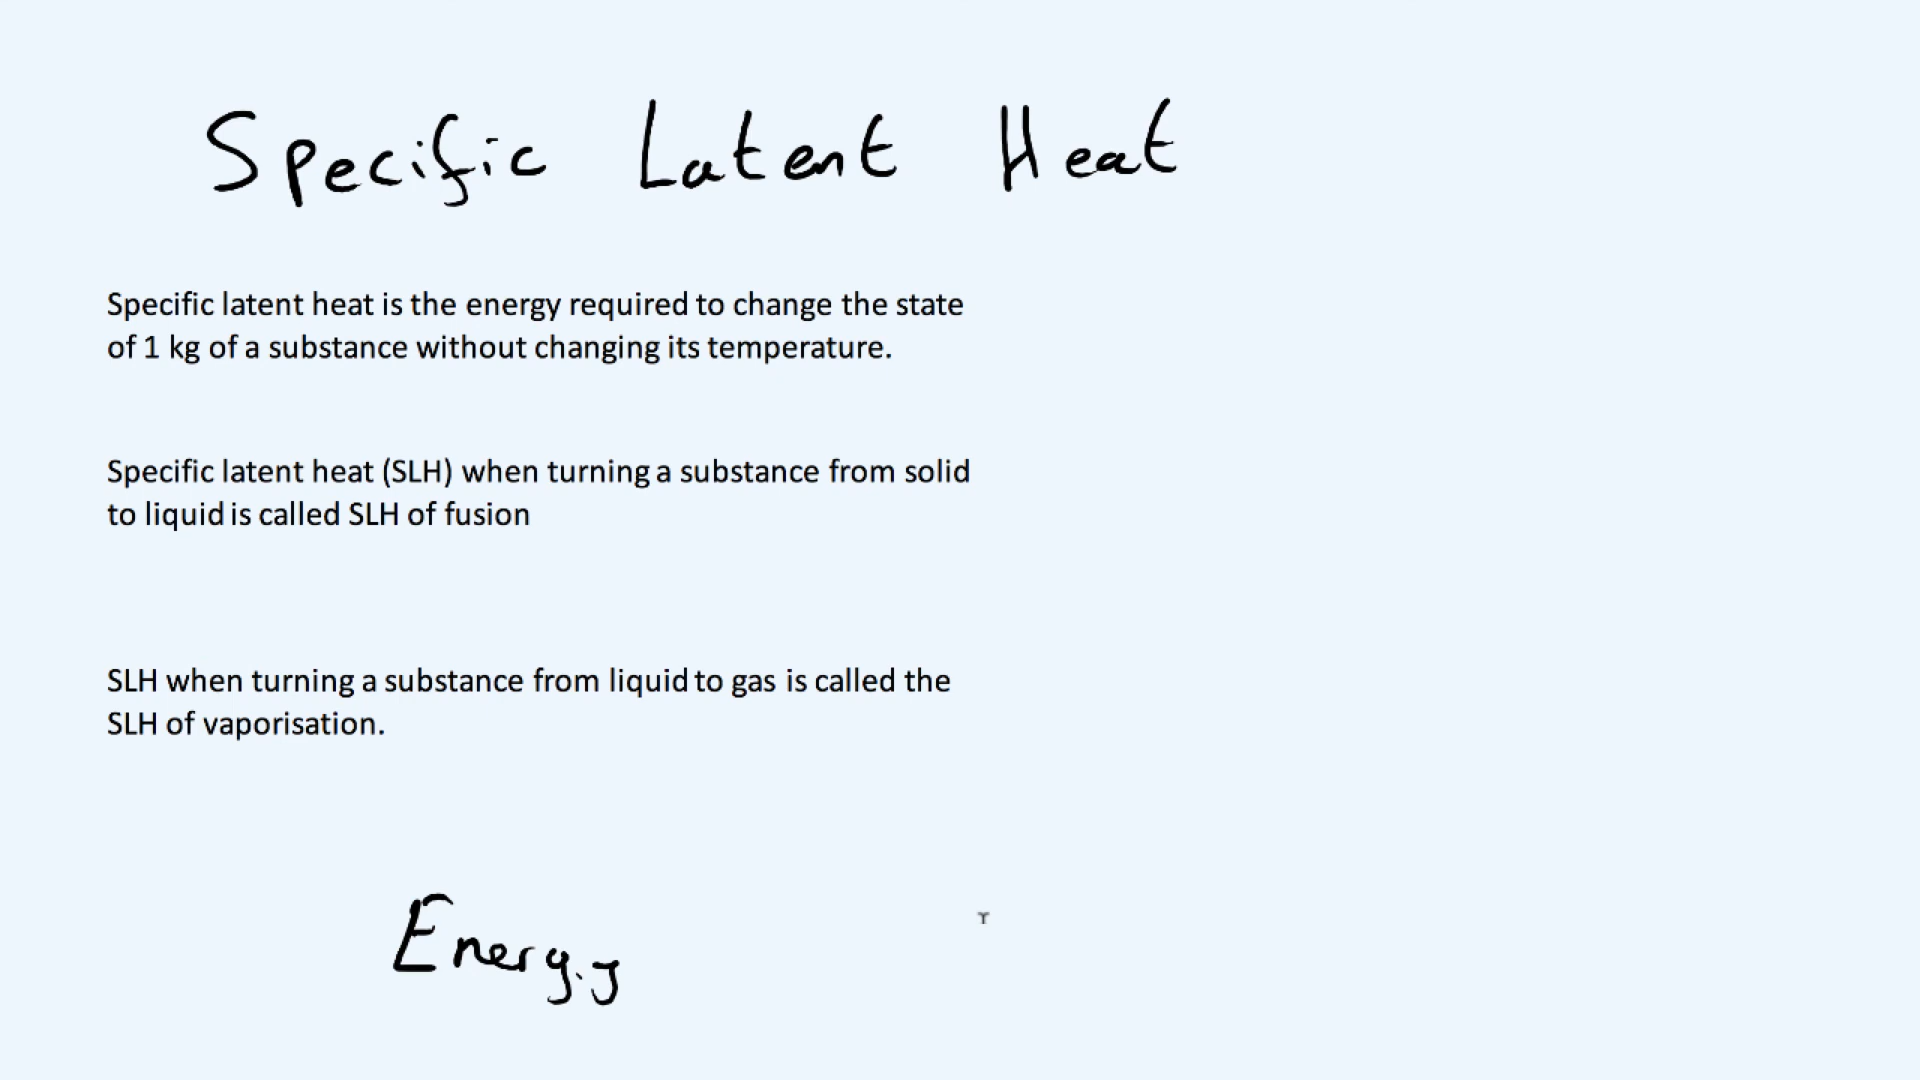 Specific Latent Heat
Specific latent heat is the energy required to change the state
of 1 kg of a substance without changing its temperature.
Specific latent heat (SLH) when turning a substance from solid
to liquid is called SLH of fusion
SLH when turning a substance from liquid to gas is called the
SLH of vaporisation.
Energy